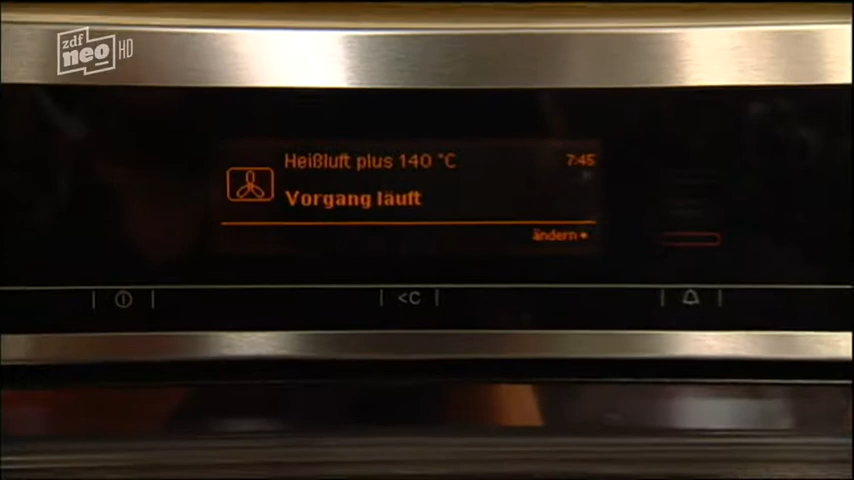 zdf
neo HD
Heißluft plus 140 °C
7:45
Vorgang läuft
ändern
<C